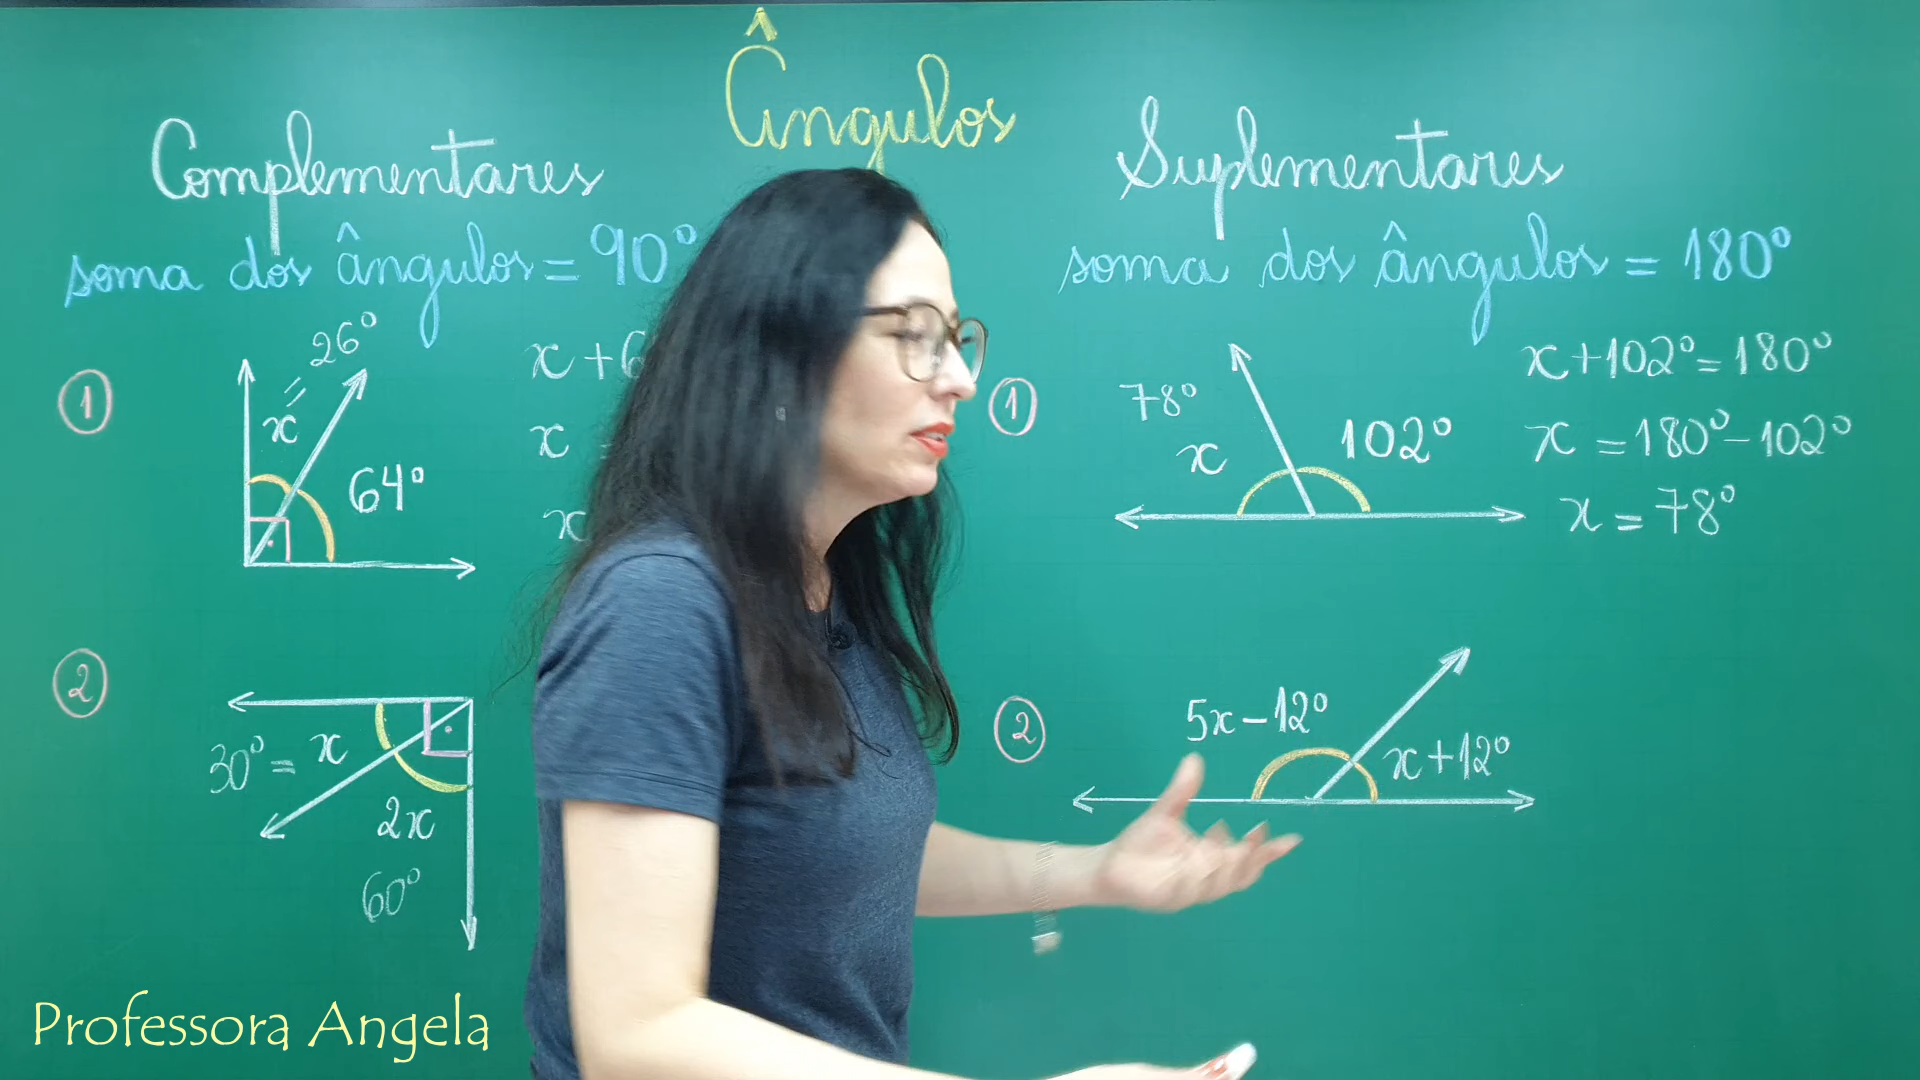 Ângulos
Complementares
soma dos ângulos = 90°
1
26°
=
x
64°
x + 6
x =
x
2
30° = x
2x
60°
Suplementares
soma dos ângulos = 180°
1
78°
x
102°
x + 102° = 180°
x = 180° - 102°
x = 78°
2
5x - 12°
x + 12°
Professora Angela